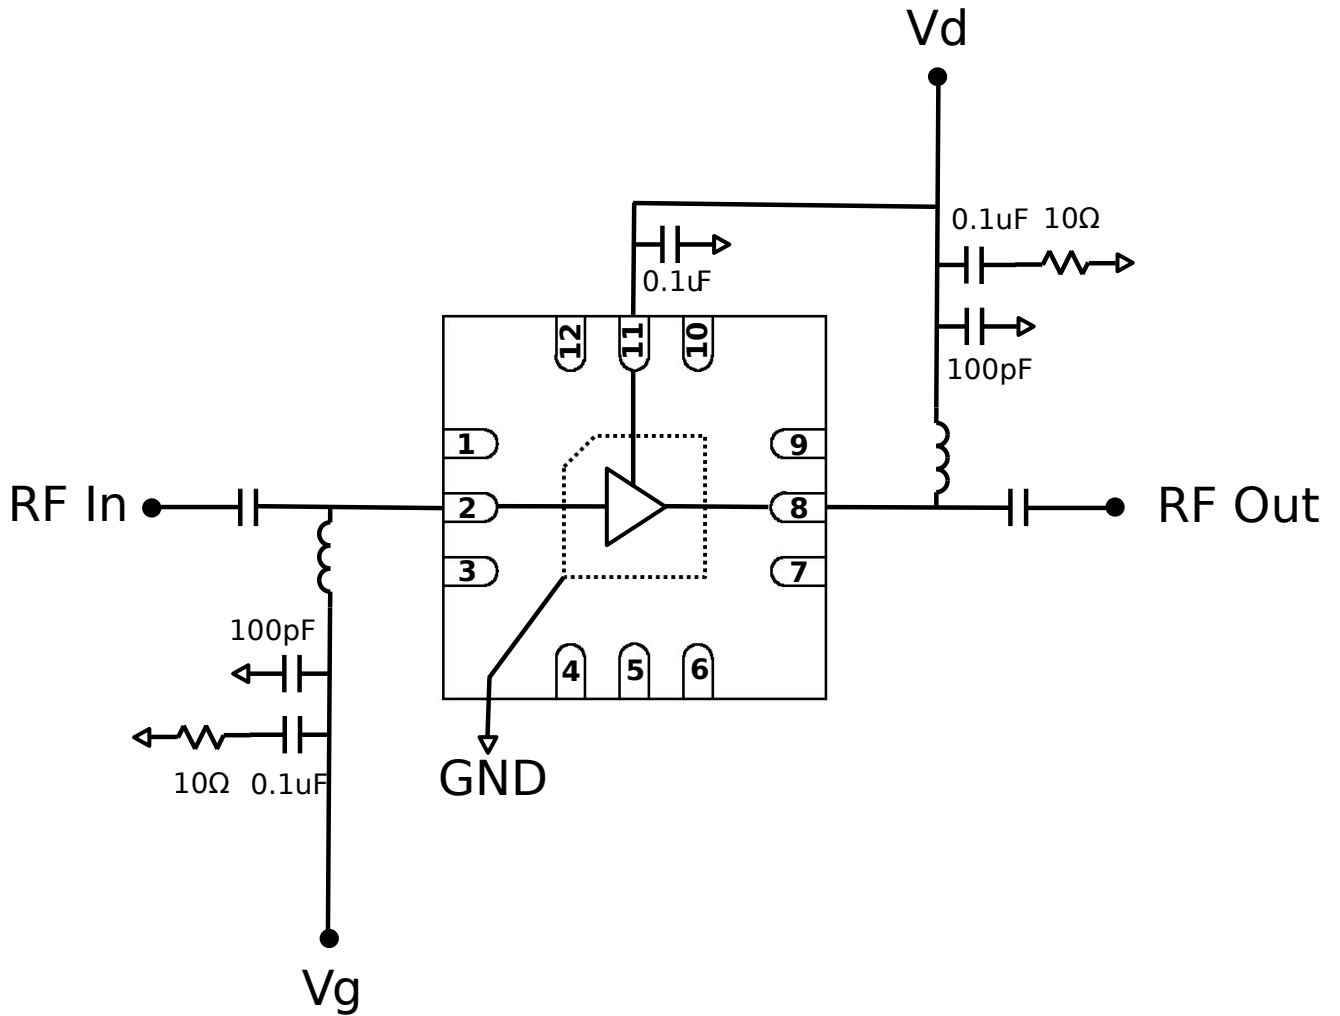 Vd
0.1uF 10Ω
0.1uF
100pF
12 11 10
1
9
RF In
2
8
RF Out
3
7
100pF
4 5 6
10Ω 0.1uF
GND
Vg